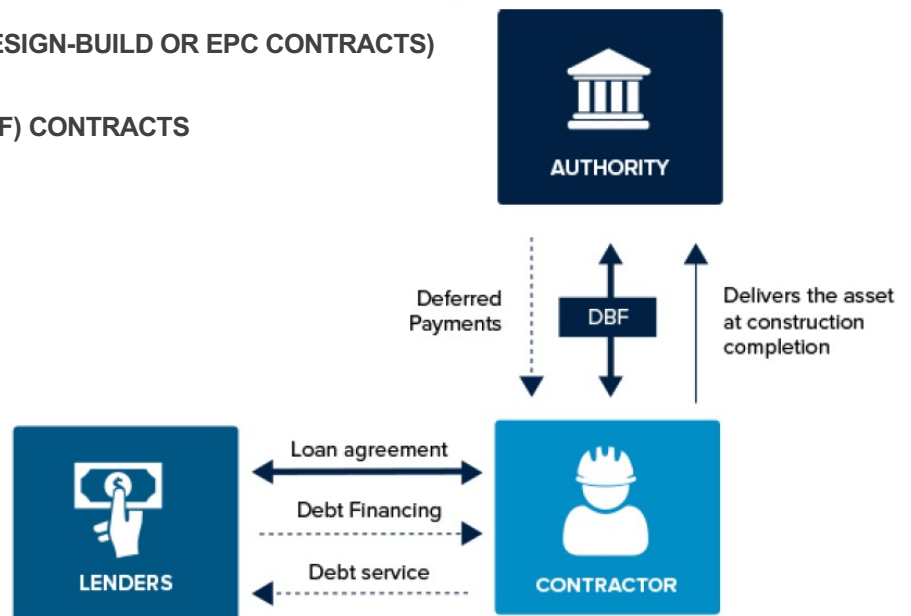 ESIGN-BUILD OR EPC CONTRACTS)
F) CONTRACTS
AUTHORITY
Deferred
Payments
DBF
Delivers the asset
at construction
completion
Loan agreement
Debt Financing
Debt service
LENDERS
CONTRACTOR